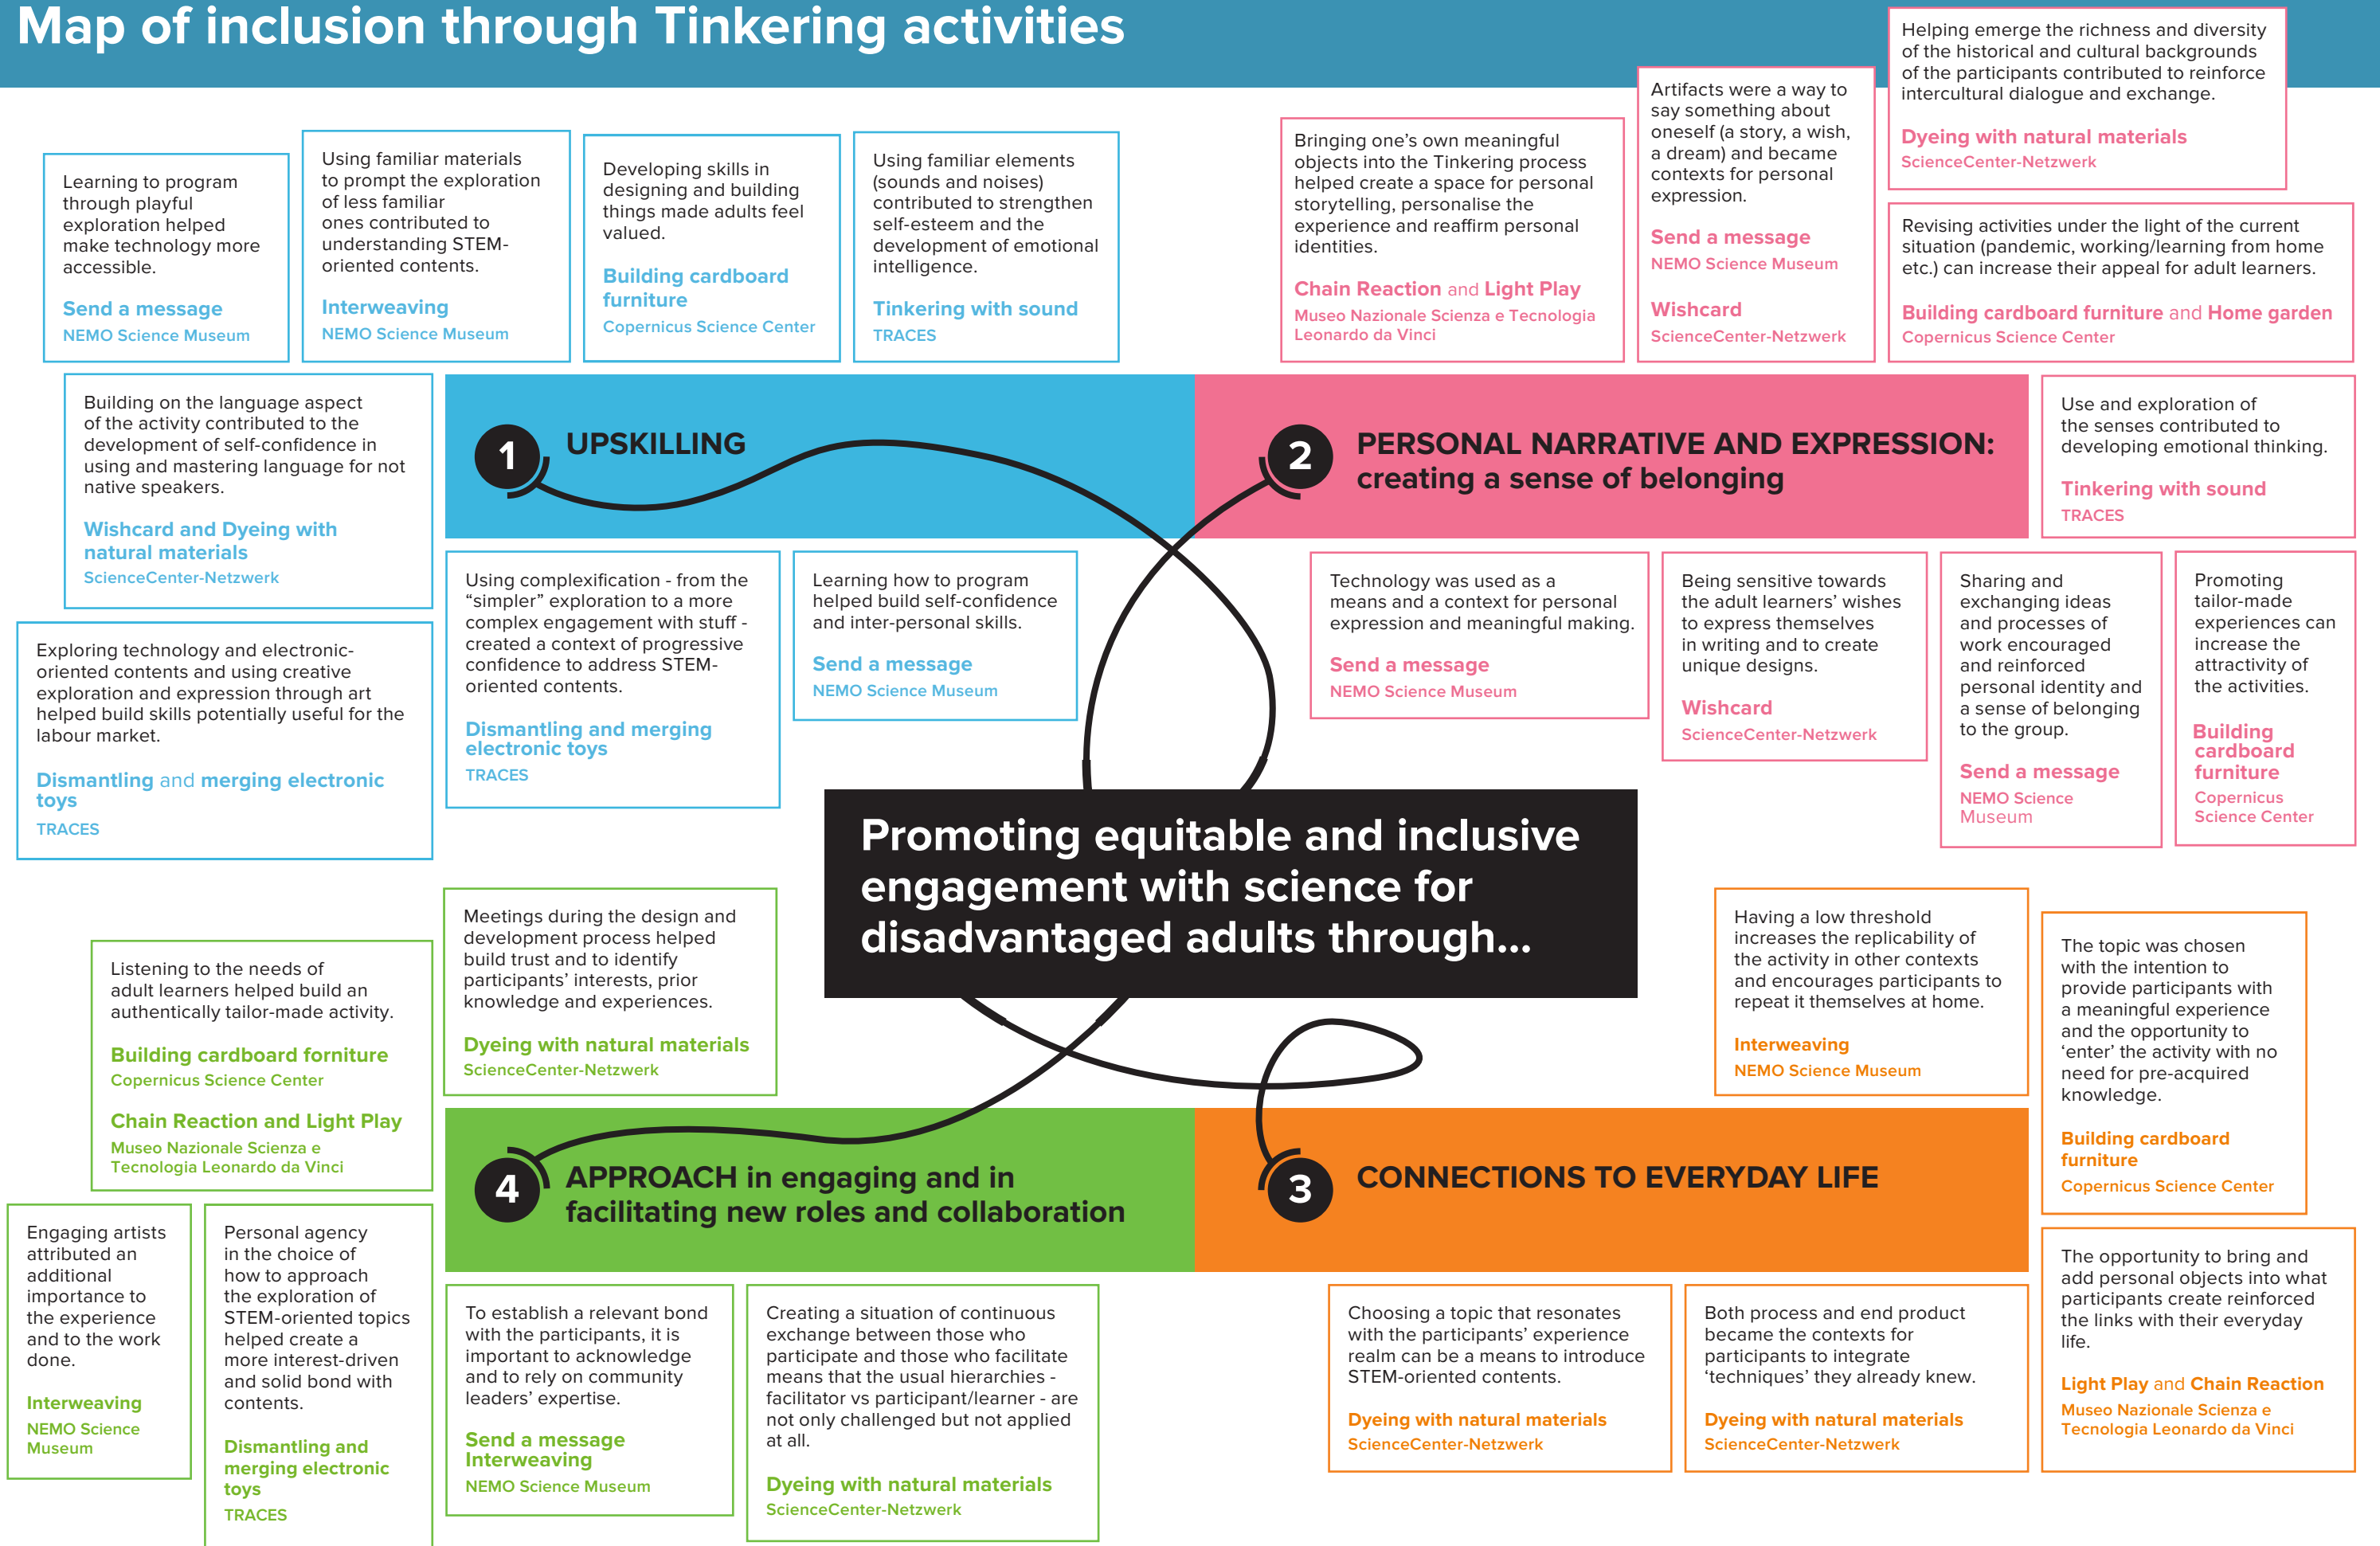 Map of inclusion through Tinkering activities
Learning to program
through playful
exploration helped
make technology more
accessible.
Send a message
NEMO Science Museum
Using familiar materials
to prompt the exploration
of less familiar
ones contributed to
understanding STEM-
oriented contents.
Interweaving
NEMO Science Museum
Developing skills in
designing and building
things made adults feel
valued.
Building cardboard
furniture
Copernicus Science Center
Using familiar elements
(sounds and noises)
contributed to strengthen
self-esteem and the
development of emotional
intelligence.
Tinkering with sound
TRACES
Building on the language aspect
of the activity contributed to the
development of self-confidence in
using and mastering language for not
native speakers.
Wishcard and Dyeing with
natural materials
ScienceCenter-Netzwerk
1
UPSKILLING
Exploring technology and electronic-
oriented contents and using creative
exploration and expression through art
helped build skills potentially useful for the
labour market.
Dismantling and merging electronic
toys
TRACES
Using complexification - from the
“simpler” exploration to a more
complex engagement with stuff -
created a context of progressive
confidence to address STEM-
oriented contents.
Dismantling and merging
electronic toys
TRACES
Learning how to program
helped build self-confidence
and inter-personal skills.
Send a message
NEMO Science Museum
Bringing one’s own meaningful
objects into the Tinkering process
helped create a space for personal
storytelling, personalise the
experience and reaffirm personal
identities.
Chain Reaction and Light Play
Museo Nazionale Scienza e Tecnologia
Leonardo da Vinci
Artifacts were a way to
say something about
oneself (a story, a wish,
a dream) and became
contexts for personal
expression.
Send a message
NEMO Science Museum
Wishcard
ScienceCenter-Netzwerk
Helping emerge the richness and diversity
of the historical and cultural backgrounds
of the participants contributed to reinforce
intercultural dialogue and exchange.
Dyeing with natural materials
ScienceCenter-Netzwerk
Revising activities under the light of the current
situation (pandemic, working/learning from home
etc.) can increase their appeal for adult learners.
Building cardboard furniture and Home garden
Copernicus Science Center
2
PERSONAL NARRATIVE AND EXPRESSION:
creating a sense of belonging
Use and exploration of
the senses contributed to
developing emotional thinking.
Tinkering with sound
TRACES
Technology was used as a
means and a context for personal
expression and meaningful making.
Send a message
NEMO Science Museum
Being sensitive towards
the adult learners’ wishes
to express themselves
in writing and to create
unique designs.
Wishcard
ScienceCenter-Netzwerk
Sharing and
exchanging ideas
and processes of
work encouraged
and reinforced
personal identity and
a sense of belonging
to the group.
Send a message
NEMO Science
Museum
Promoting
tailor-made
experiences can
increase the
attractivity of
the activities.
Building
cardboard
furniture
Copernicus
Science Center
Promoting equitable and inclusive
engagement with science for
disadvantaged adults through...
Listening to the needs of
adult learners helped build an
authentically tailor-made activity.
Building cardboard forniture
Copernicus Science Center
Chain Reaction and Light Play
Museo Nazionale Scienza e
Tecnologia Leonardo da Vinci
Meetings during the design and
development process helped
build trust and to identify
participants’ interests, prior
knowledge and experiences.
Dyeing with natural materials
ScienceCenter-Netzwerk
4
APPROACH in engaging and in
facilitating new roles and collaboration
Engaging artists
attributed an
additional
importance to
the experience
and to the work
done.
Interweaving
NEMO Science
Museum
Personal agency
in the choice of
how to approach
the exploration of
STEM-oriented topics
helped create a
more interest-driven
and solid bond with
contents.
Dismantling and
merging electronic
toys
TRACES
To establish a relevant bond
with the participants, it is
important to acknowledge
and to rely on community
leaders’ expertise.
Send a message
Interweaving
NEMO Science Museum
Creating a situation of continuous
exchange between those who
participate and those who facilitate
means that the usual hierarchies -
facilitator vs participant/learner - are
not only challenged but not applied
at all.
Dyeing with natural materials
ScienceCenter-Netzwerk
Having a low threshold
increases the replicability of
the activity in other contexts
and encourages participants to
repeat it themselves at home.
Interweaving
NEMO Science Museum
The topic was chosen
with the intention to
provide participants with
a meaningful experience
and the opportunity to
‘enter’ the activity with no
need for pre-acquired
knowledge.
Building cardboard
furniture
Copernicus Science Center
3
CONNECTIONS TO EVERYDAY LIFE
Choosing a topic that resonates
with the participants’ experience
realm can be a means to introduce
STEM-oriented contents.
Dyeing with natural materials
ScienceCenter-Netzwerk
Both process and end product
became the contexts for
participants to integrate
‘techniques’ they already knew.
Dyeing with natural materials
ScienceCenter-Netzwerk
The opportunity to bring and
add personal objects into what
participants create reinforced
the links with their everyday
life.
Light Play and Chain Reaction
Museo Nazionale Scienza e
Tecnologia Leonardo da Vinci